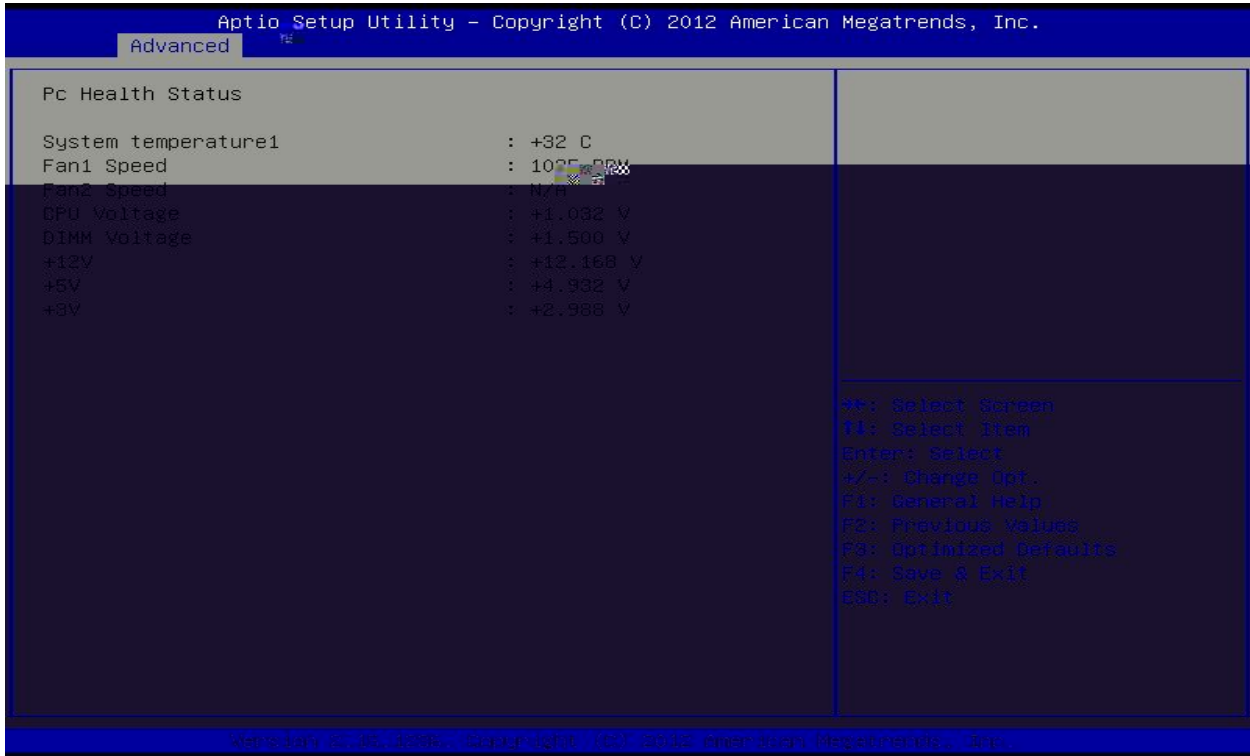 Aptio Setup Utility – Copyright (C) 2012 American Megatrends, Inc.
Advanced
Pc Health Status
System temperature1 : +32 C
Fan1 Speed :
Fan2 Speed : N/A
CPU Voltage : +1.032 V
DIMM Voltage : +1.500 V
+12V : +12.168 V
+5V : +4.932 V
+3V : +2.988 V
→←: Select Screen
↑↓: Select Item
Enter: Select
+/-: Change Opt.
F1: General Help
F2: Previous Values
F3: Optimized Defaults
F4: Save & Exit
ESC: Exit
Version Copyright (C) 2012 American Megatrends, Inc.